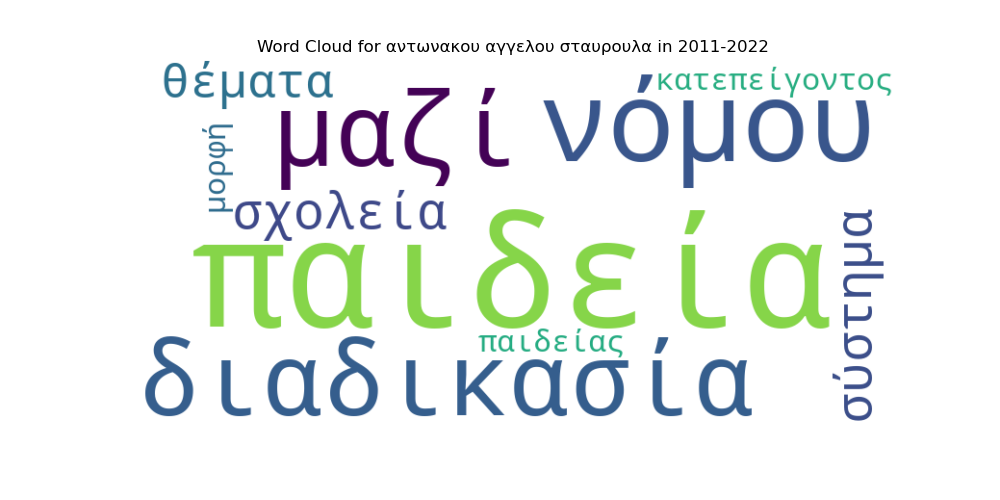 Word Cloud for αντωνακου αγγελου σταυρουλα in 2011-2022
θέματα
κατεπείγοντος
μαζί
νόμου
μορφή
σχολεία
παιδεία
σύστημα
παιδείας
διαδικασία